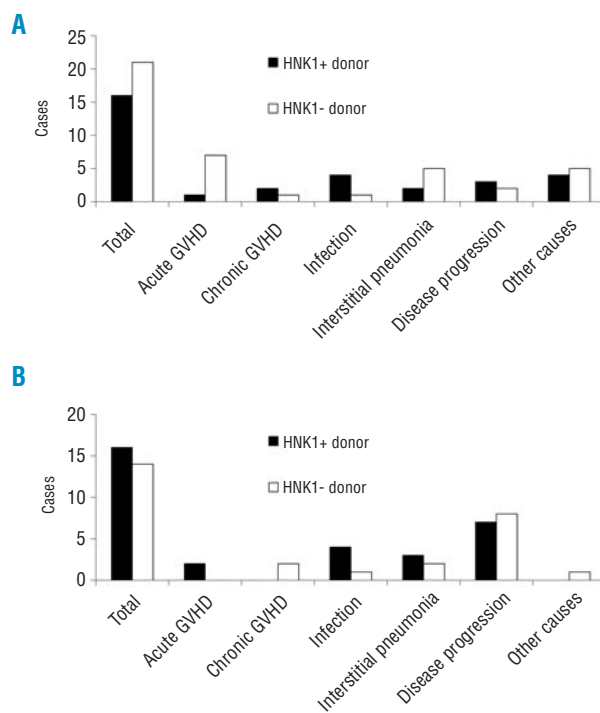 A
25
20
15
10
5
0
Cases
HNK1+ donor
HNK1- donor
Total
Acute GVHD
Chronic GVHD
Infection
Interstitial pneumonia
Disease progression
Other causes
B
20
15
10
5
0
Cases
HNK1+ donor
HNK1- donor
Total
Acute GVHD
Chronic GVHD
Infection
Interstitial pneumonia
Disease progression
Other causes